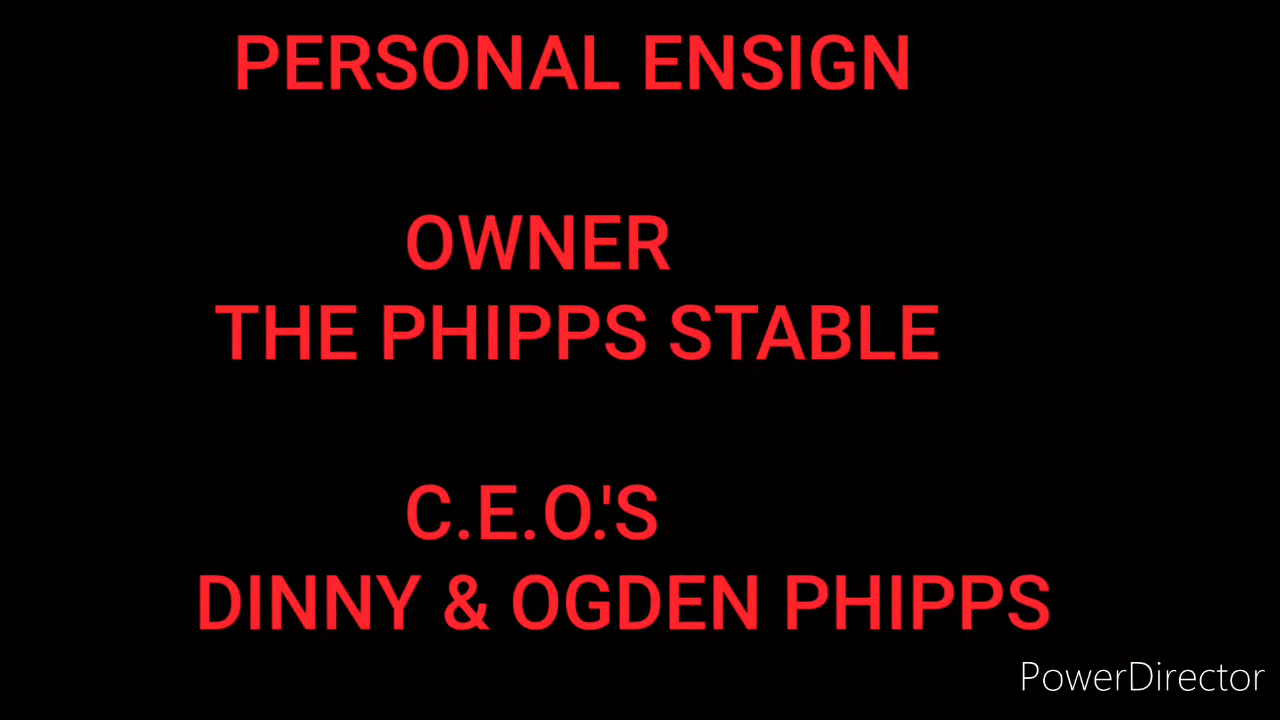 PERSONAL ENSIGN
OWNER
THE PHIPPS STABLE
C.E.O.'S
DINNY & OGDEN PHIPPS
PowerDirector